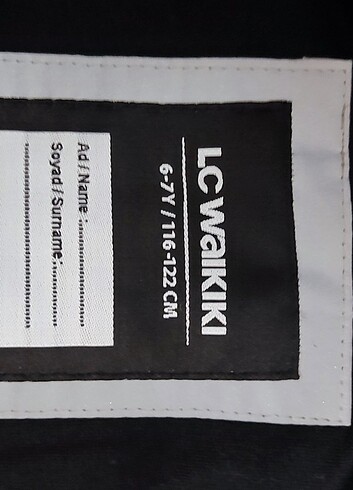 LC WAIKIKI
6-7Y / 116-122 CM
Ad / Name :
Soyad / Surname: